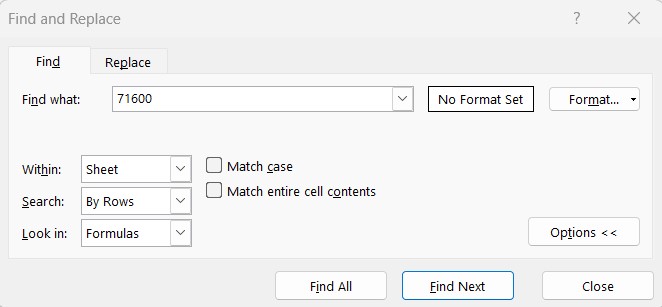 Find and Replace ?
Find Replace
Find what: 71600 No Format Set Format...
Within: Sheet Match case
Match entire cell contents
Search: By Rows
Look in: Formulas Options <<
Find All Find Next Close